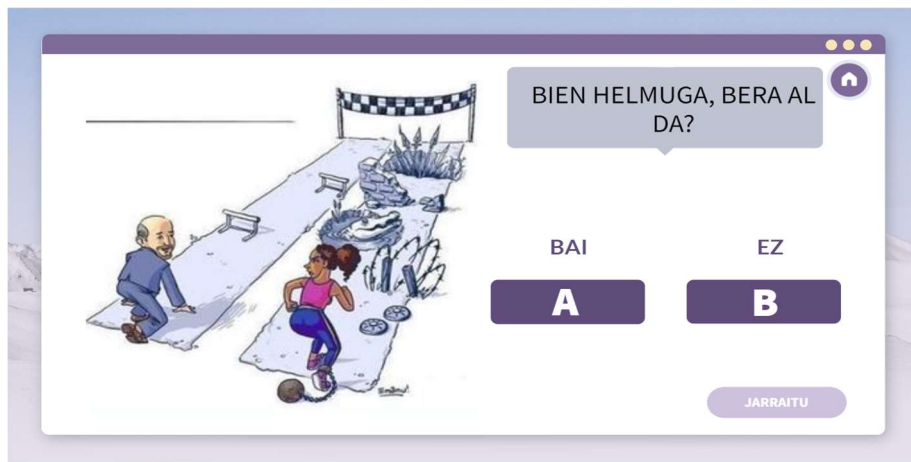 BIEN HELMUGA, BERA AL
DA?
BAI
EZ
A
B
JARRAITU